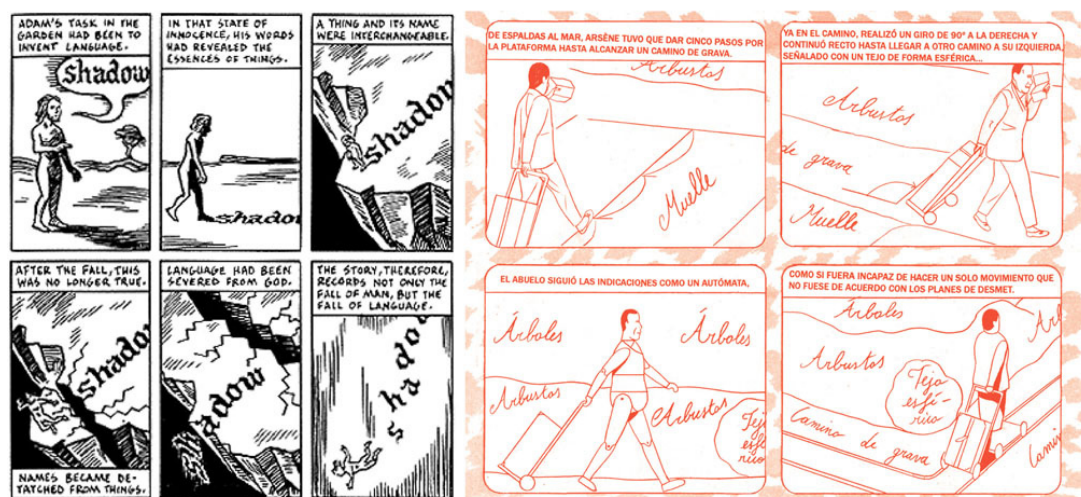 ADAM'S TASK IN THE
GARDEN HAD BEEN TO
INVENT LANGUAGE.
shadow
IN THAT STATE OF
INNOCENCE, HIS WORDS
HAD REVEALED THE
ESSENCES OF THINGS.
shadow
A THING AND ITS NAME
WERE INTERCHANGEABLE.
shadow
AFTER THE FALL, THIS
WAS NO LONGER TRUE.
shadow
NAMES BECAME DE-
TATCHED FROM THINGS.
LANGUAGE HAD BEEN
SEVERED FROM GOD.
adow
THE STORY, THEREFORE,
RECORDS NOT ONLY THE
FALL OF MAN, BUT THE
FALL OF LANGUAGE.
shadow
DE ESPALDAS AL MAR, ARSÈNE TUVO QUE DAR CINCO PASOS POR
LA PLATAFORMA HASTA ALCANZAR UN CAMINO DE GRAVA.
Arbustos
Muelle
YA EN EL CAMINO, REALIZÓ UN GIRO DE 90º A LA DERECHA Y
CONTINUÓ RECTO HASTA LLEGAR A OTRO CAMINO A SU IZQUIERDA,
SEÑALADO CON UN TEJO DE FORMA ESFÉRICA...
Arbustos
de grava
Muelle
EL ABUELO SIGUIÓ LAS INDICACIONES COMO UN AUTÓMATA,
Árboles
Árboles
Arbustos
Arbustos
Tejo
esfé
rico
COMO SI FUERA INCAPAZ DE HACER UN SOLO MOVIMIENTO QUE
NO FUESE DE ACUERDO CON LOS PLANES DE DESMET.
Árboles
Arb
Arbustos
Tejo
esfé-
rico
Camino de grava
Cami